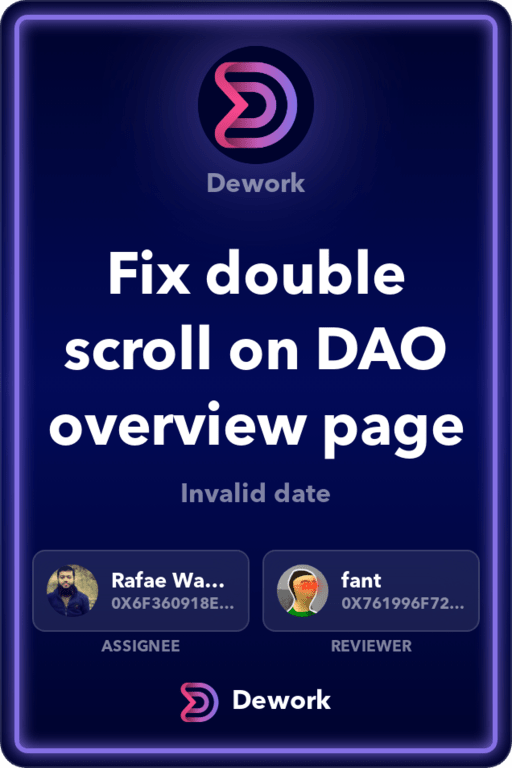 Dework
Fix double
scroll on DAO
overview page
Invalid date
Rafae Wa...
0X6F360918E...
fant
0X761996F72...
ASSIGNEE
REVIEWER
Dework